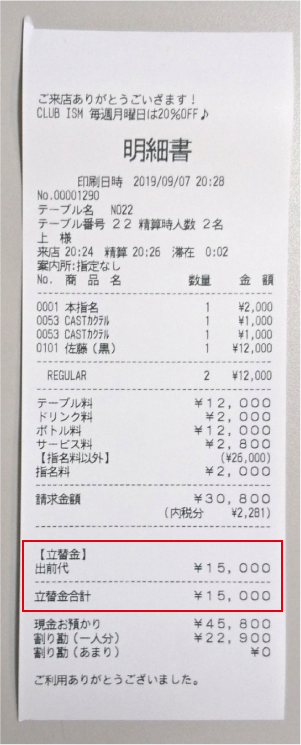 ご来店ありがとうございます！
CLUB ISM 毎週月曜日は20%OFF♪
明細書
印刷日時 2019/09/07 20:28
No.00001290
テーブル名 N022
テーブル番号 22 精算時人数 2名
上 様
来店 20:24 精算 20:26 滞在 0:02
案内所:指定なし
No. 商 品 名 数量 金 額
0001 本指名 1 ¥2,000
0053 CASTカクテル 1 ¥1,000
0053 CASTカクテル 1 ¥1,000
0101 佐藤（黒） 1 ¥12,000
REGULAR 2 ¥12,000
テーブル料 ¥12,000
ドリンク料 ¥2,000
ボトル料 ¥12,000
サービス料 ¥2,800
【指名料以外】 (¥26,000)
指名料 ¥2,000
請求金額 ¥30,800
(内税分 ¥2,281)
【立替金】
出前代 ¥15,000
立替金合計 ¥15,000
現金お預かり ¥45,800
割り勘（一人分） ¥22,900
割り勘（あまり） ¥0
ご利用ありがとうございました。